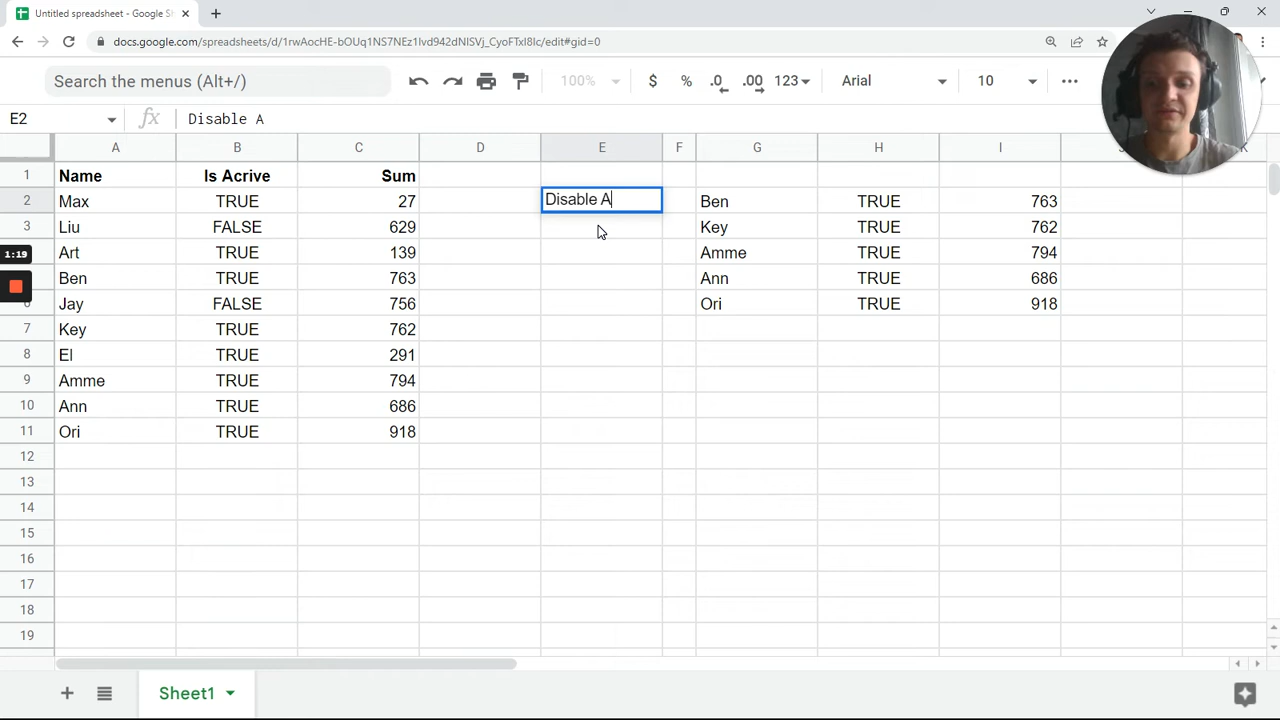 Untitled spreadsheet - Google Sh
docs.google.com/spreadsheets/d/1rwAocHE-bOUq1NS7NEz1lvd942dNISVj_CyoFTxI8Ic/edit#gid=0
Search the menus (Alt+/)
100%
$
%
.0
.00
123
Arial
10
E2
fx
Disable A
A B C D E F G H I
1 Name Is Acrive Sum
2 Max TRUE 27 Disable A Ben TRUE 763
3 Liu FALSE 629 Key TRUE 762
1:19 Art TRUE 139 Amme TRUE 794
Ben TRUE 763 Ann TRUE 686
6 Jay FALSE 756 Ori TRUE 918
7 Key TRUE 762
8 El TRUE 291
9 Amme TRUE 794
10 Ann TRUE 686
11 Ori TRUE 918
12
13
14
15
16
17
18
19
Sheet1